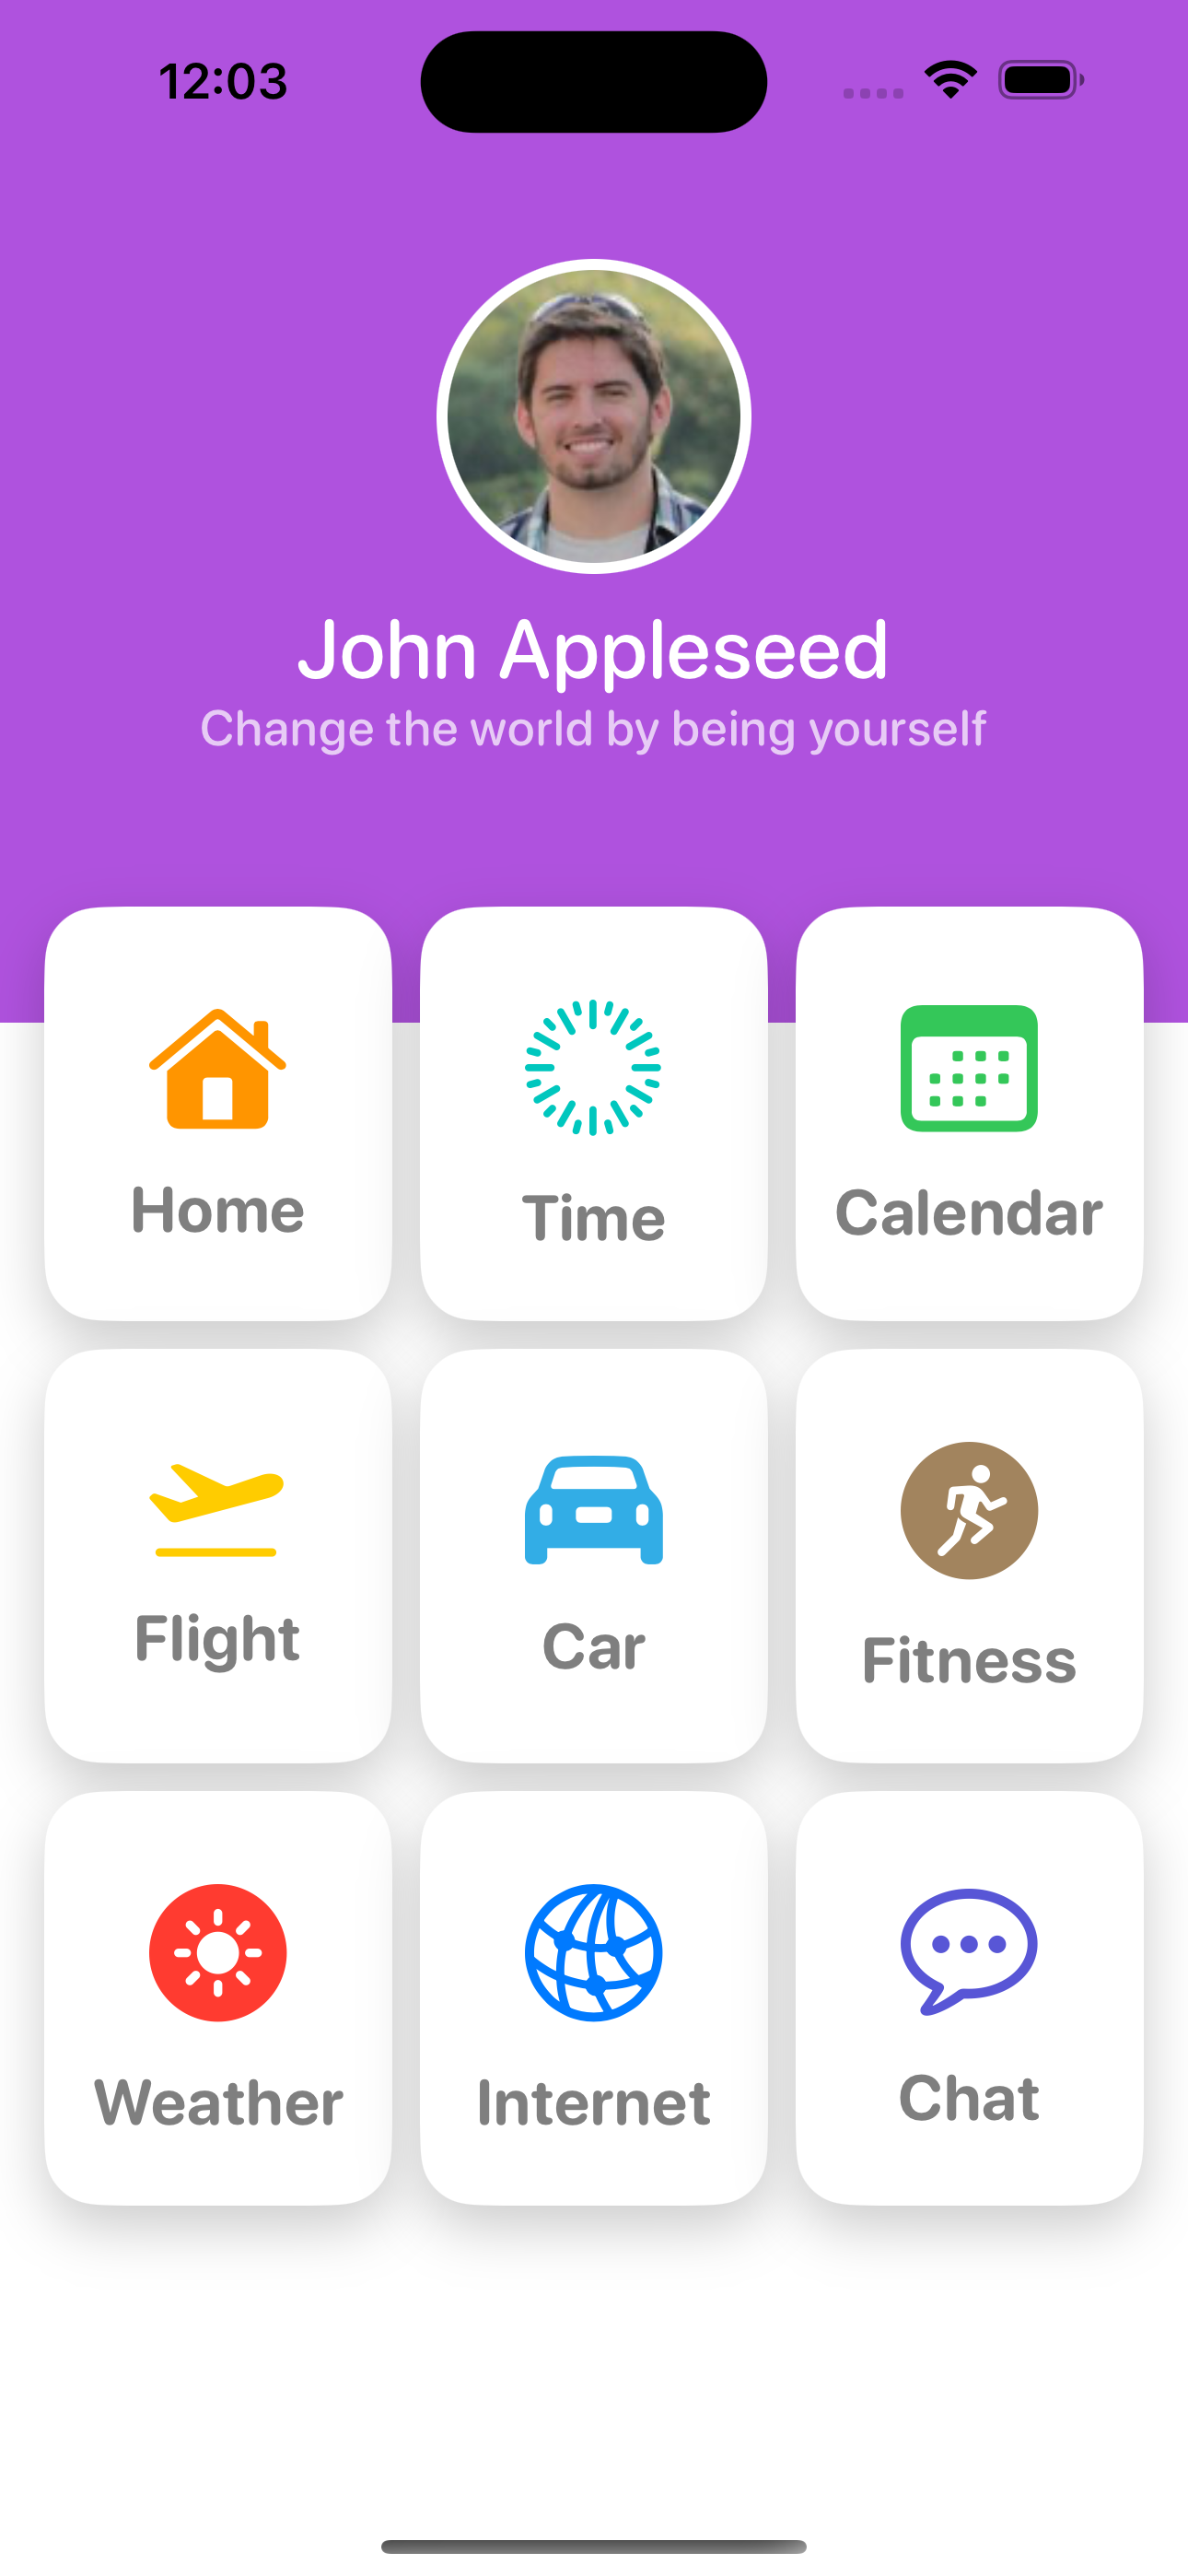 12:03
John Appleseed
Change the world by being yourself
Home
Time
Calendar
Flight
Car
Fitness
Weather
Internet
Chat